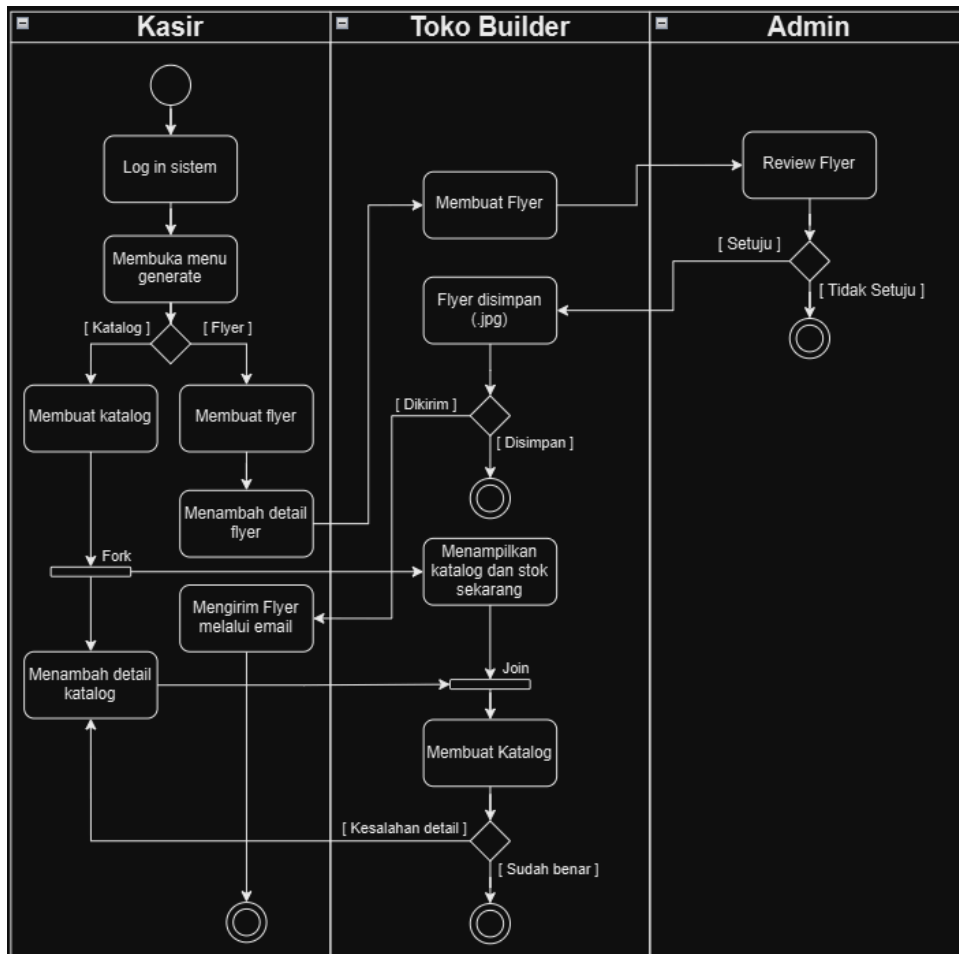 Kasir
Toko Builder
Admin
Log in sistem
Membuka menu
generate
[ Katalog ]
[ Flyer ]
Membuat katalog
Membuat flyer
Menambah detail
flyer
Fork
Mengirim Flyer
melalui email
Menambah detail
katalog
Membuat Flyer
Flyer disimpan
(.jpg)
[ Dikirim ]
[ Disimpan ]
Menampilkan
katalog dan stok
sekarang
Join
Membuat Katalog
[ Kesalahan detail ]
[ Sudah benar ]
Review Flyer
[ Setuju ]
[ Tidak Setuju ]